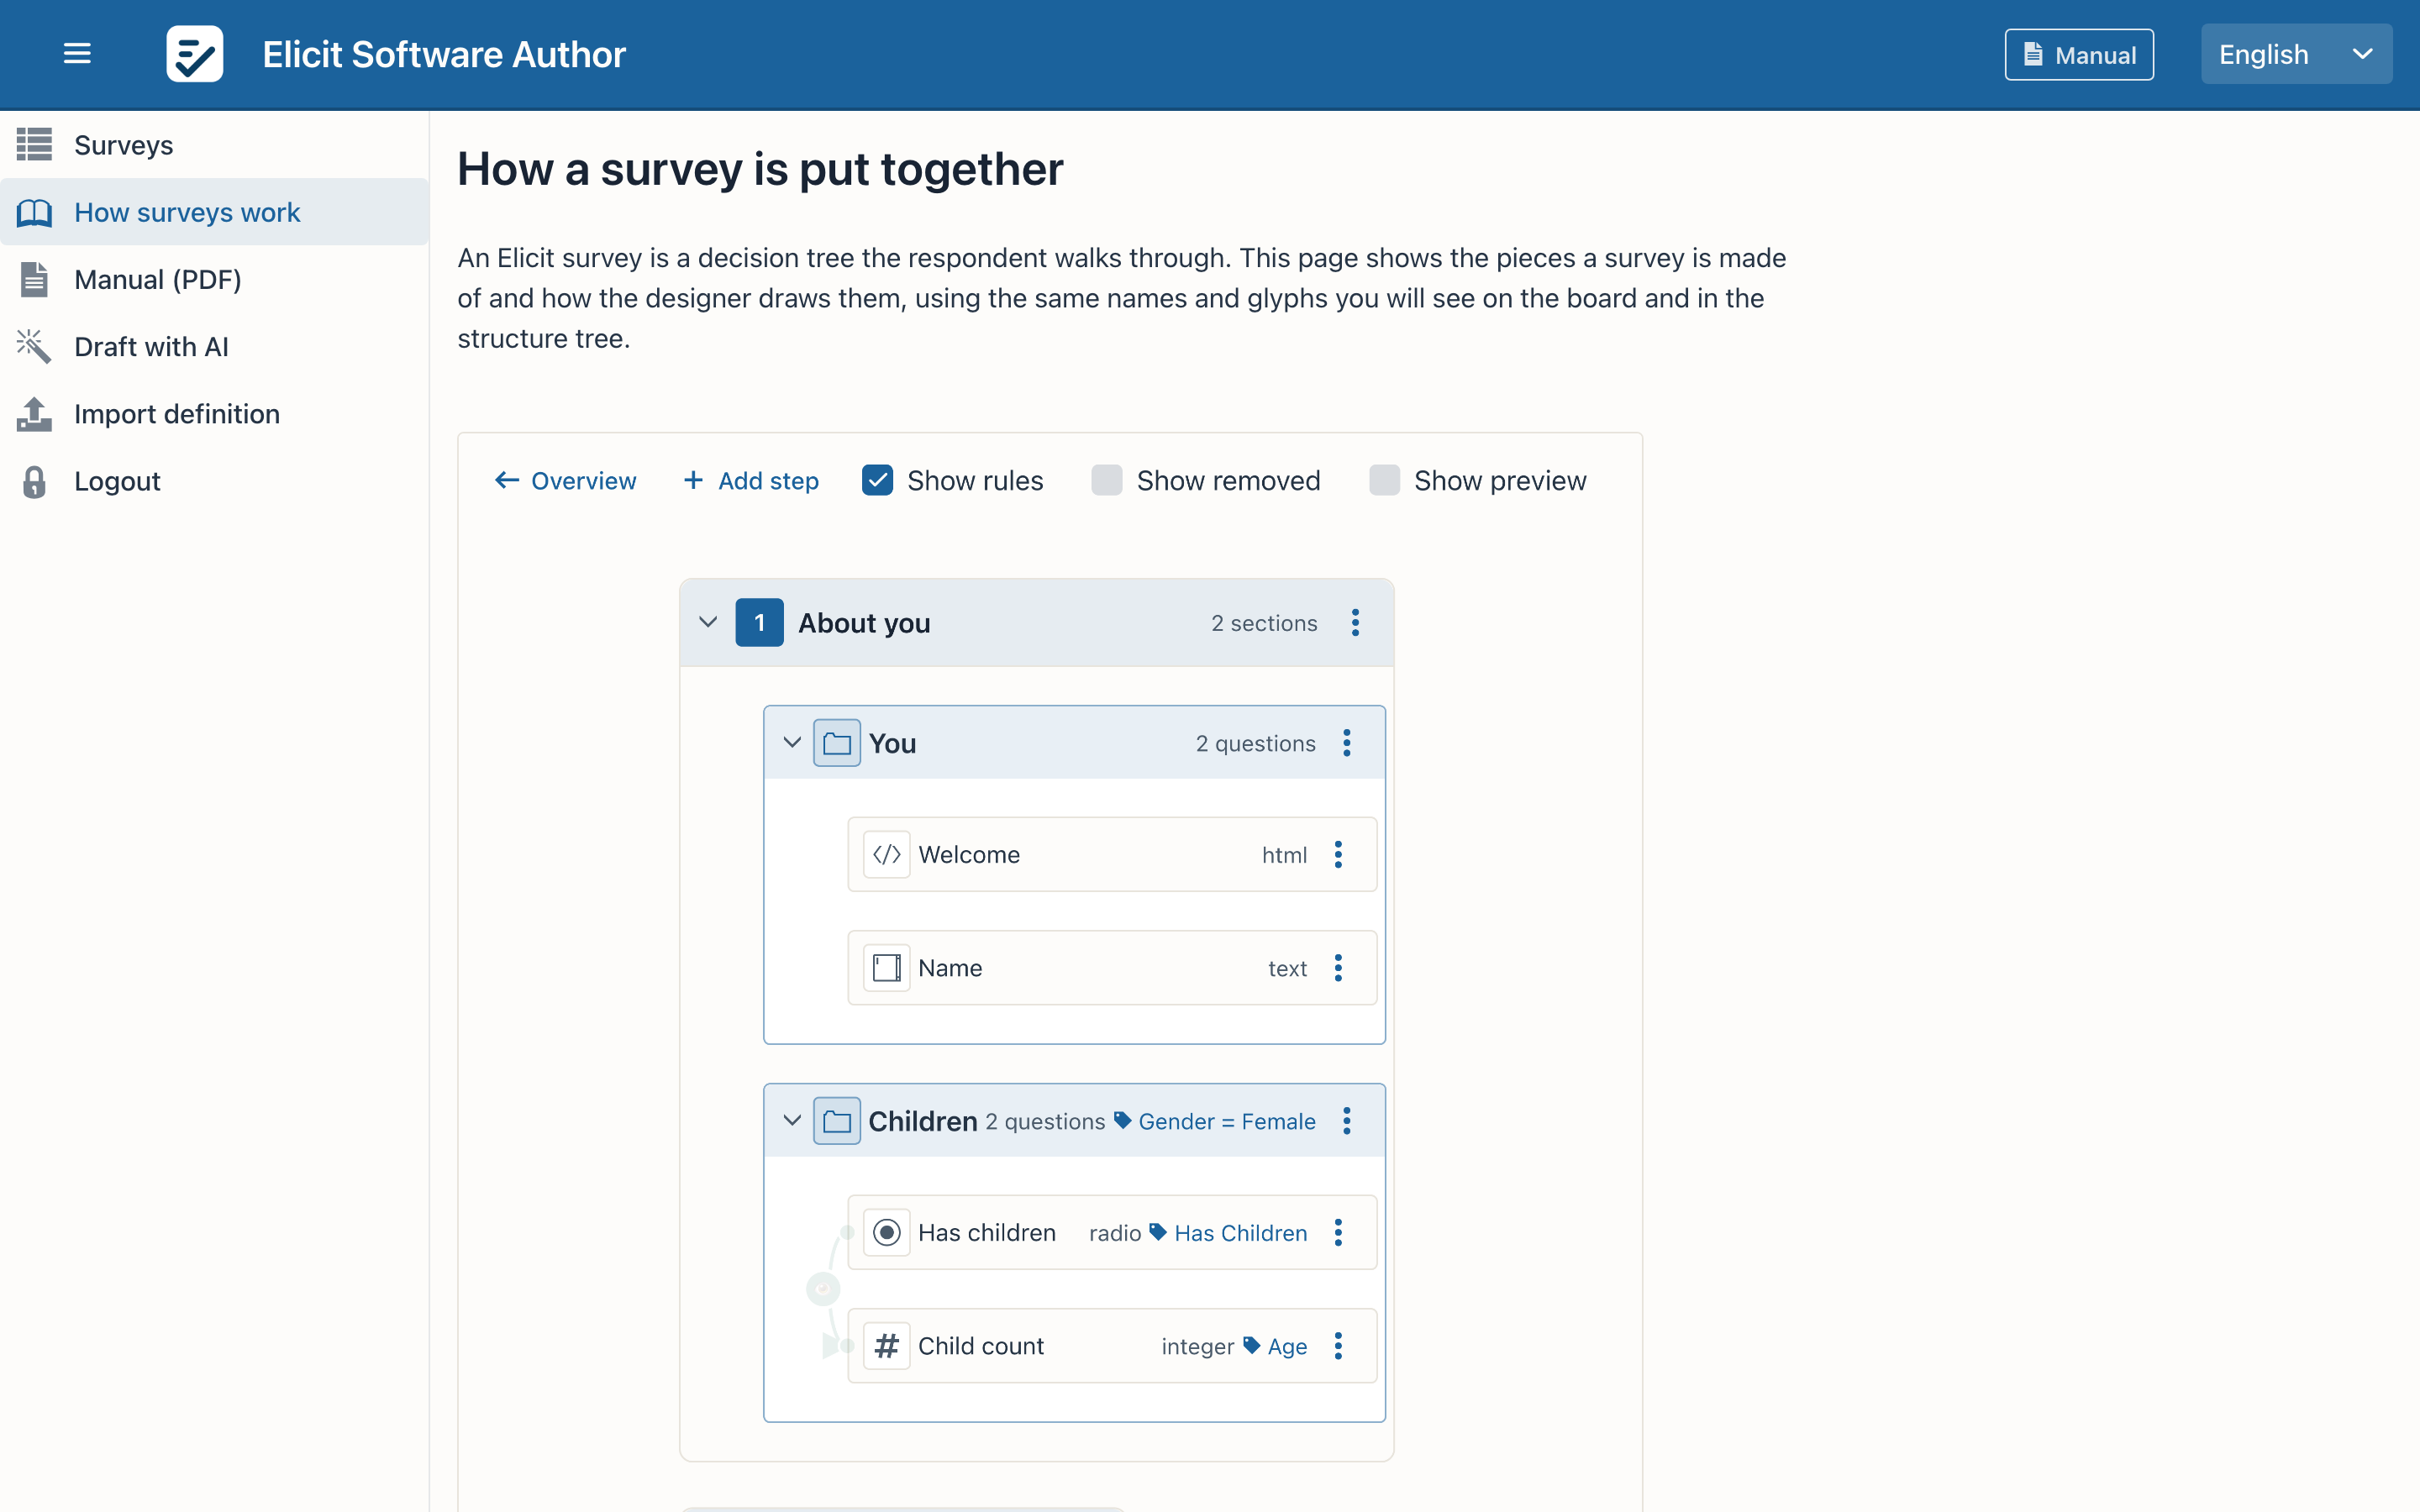 Elicit Software Author
Manual
English
Surveys
How surveys work
Manual (PDF)
Draft with AI
Import definition
Logout
How a survey is put together
An Elicit survey is a decision tree the respondent walks through. This page shows the pieces a survey is made
of and how the designer draws them, using the same names and glyphs you will see on the board and in the
structure tree.
Overview
Add step
Show rules
Show removed
Show preview
1 About you 2 sections
You 2 questions
</> Welcome html
Name text
Children 2 questions Gender = Female
Has children radio Has Children
# Child count integer Age